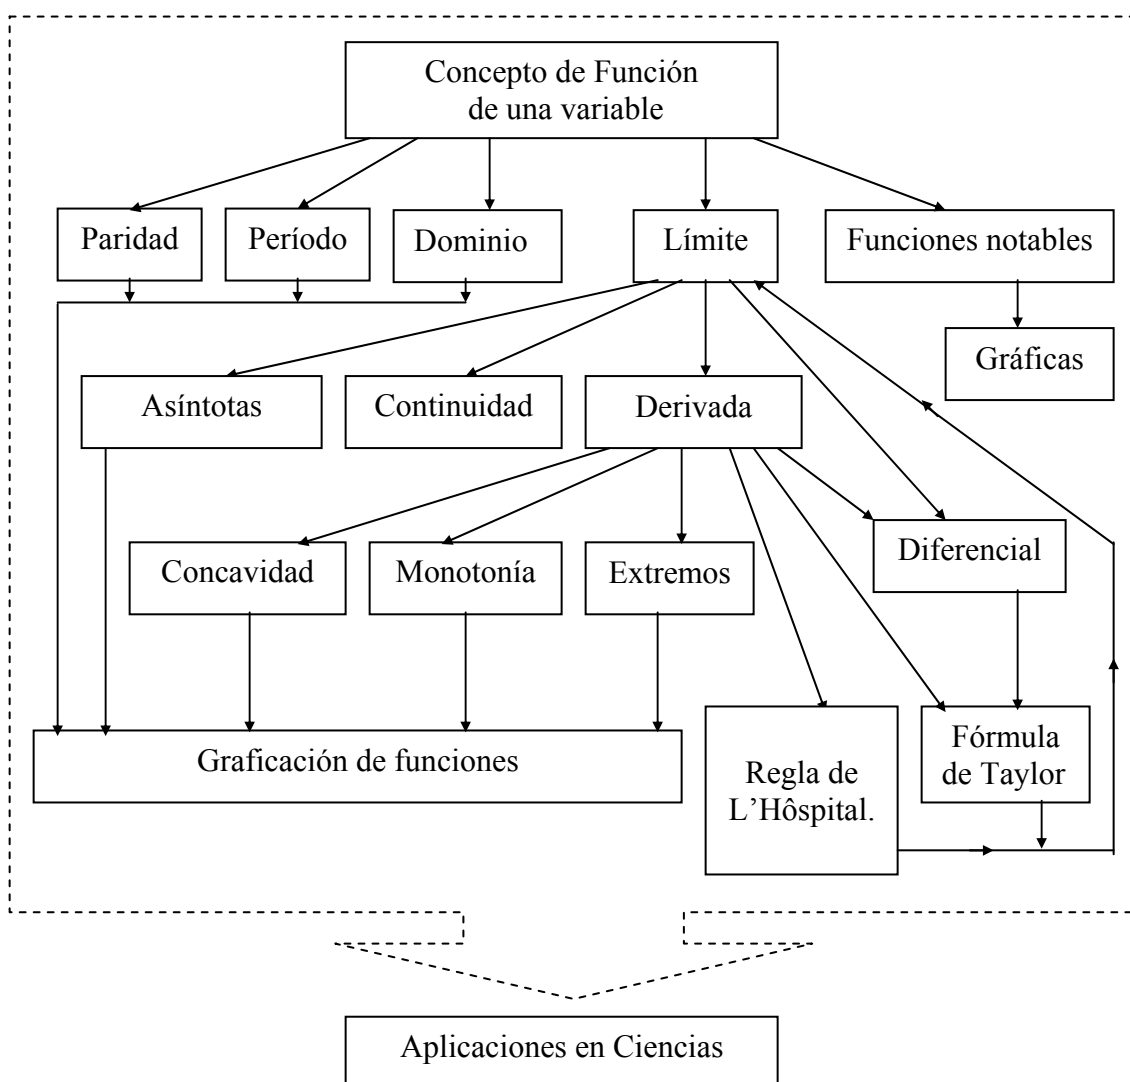 Concepto de Función
de una variable
Paridad
Período
Dominio
Límite
Funciones notables
Gráficas
Asíntotas
Continuidad
Derivada
Diferencial
Concavidad
Monotonía
Extremos
Graficación de funciones
Regla de
L’Hôspital.
Fórmula
de Taylor
Aplicaciones en Ciencias